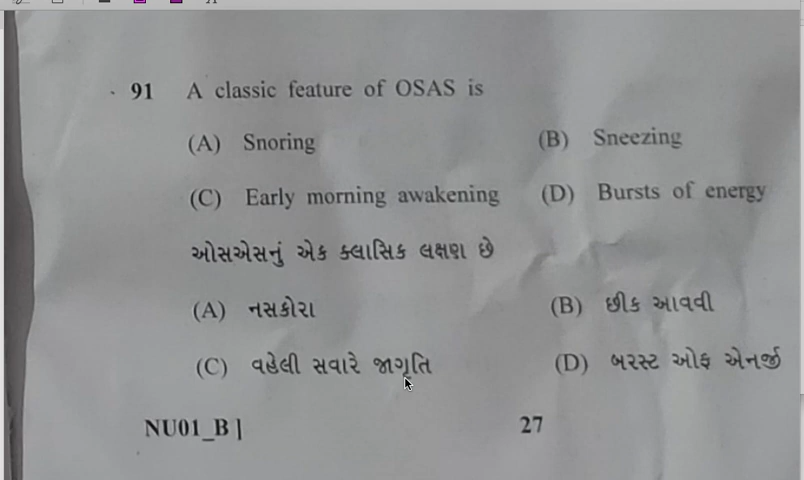 91 A classic feature of OSAS is
(A) Snoring (B) Sneezing
(C) Early morning awakening (D) Bursts of energy
ઓસએસનું એક ક્લાસિક લક્ષણ છે
(A) નસકોરા (B) છીક આવવી
(C) વહેલી સવારે જાગૃતિ (D) બરસ્ટ ઓફ એનર્જી
NU01_B ] 27